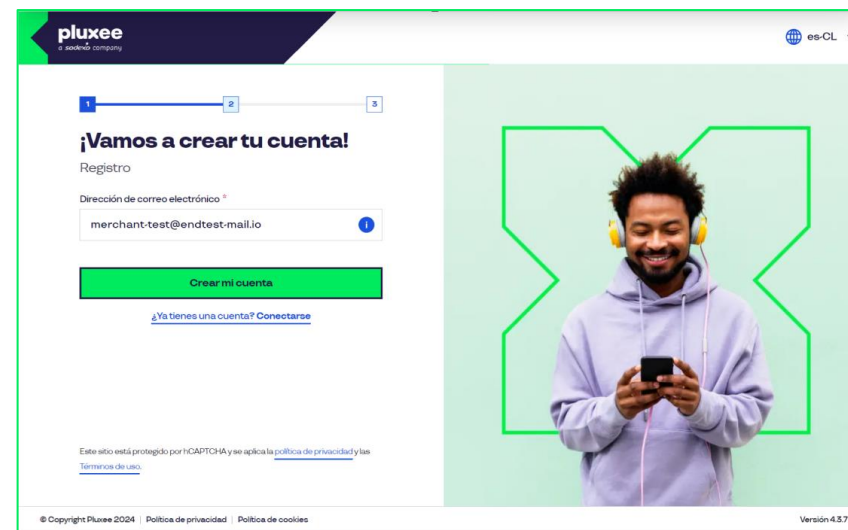 pluxee
a sodexo company
es-CL
1
2
3
¡Vamos a crear tu cuenta!
Registro
Dirección de correo electrónico *
merchant-test@endtest-mail.io
i
Crear mi cuenta
¿Ya tienes una cuenta? Conectarse
Este sitio está protegido por hCAPTCHA y se aplica la política de privacidad y las
Términos de uso.
© Copyright Pluxee 2024 | Política de privacidad | Política de cookies
Versión 4.3.7